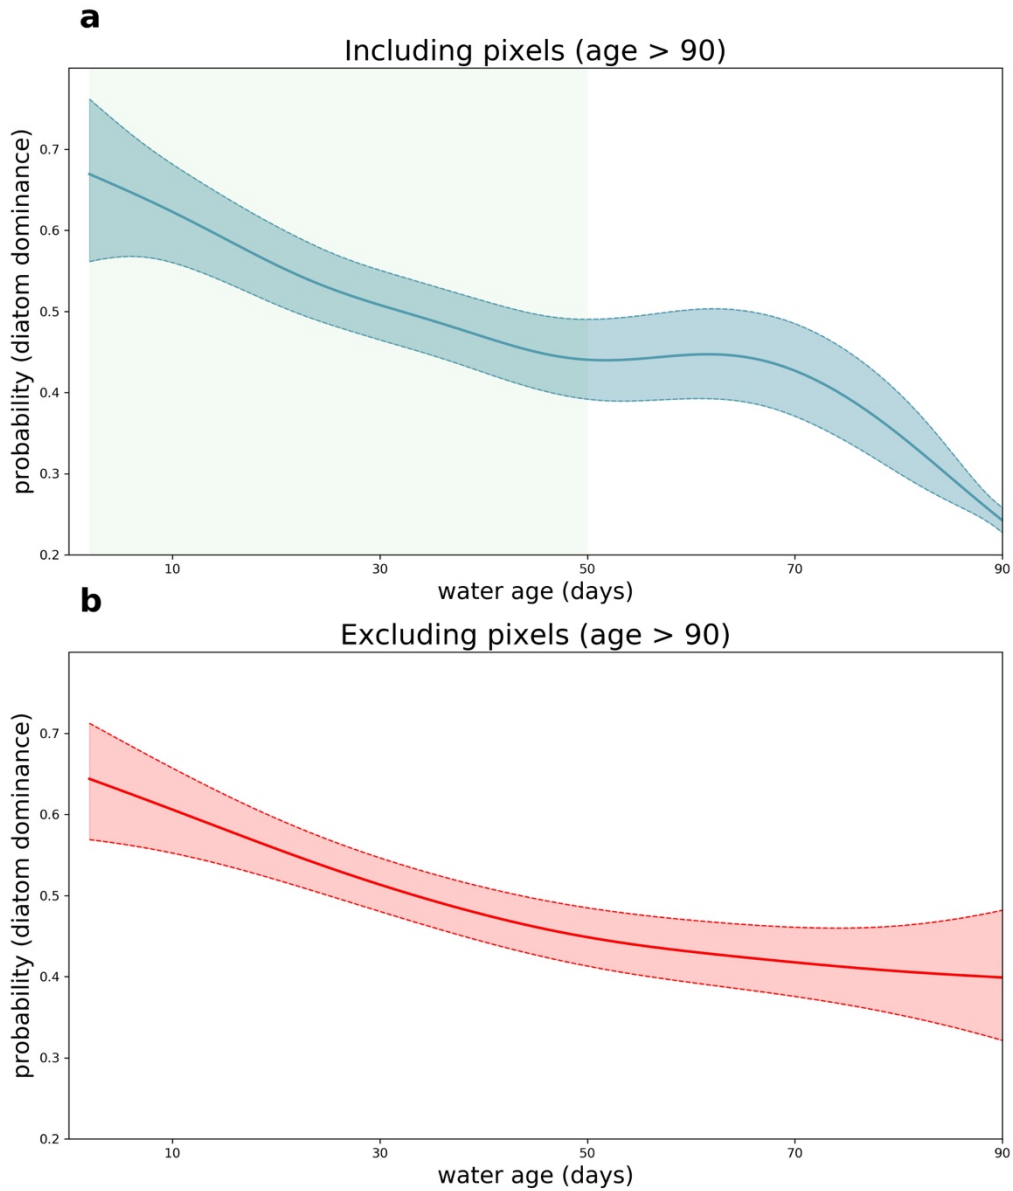 a
Including pixels (age > 90)
probability (diatom dominance)
0.7
0.6
0.5
0.4
0.3
0.2
10 30 50 70 90
water age (days)
b
Excluding pixels (age > 90)
probability (diatom dominance)
0.7
0.6
0.5
0.4
0.3
0.2
10 30 50 70 90
water age (days)